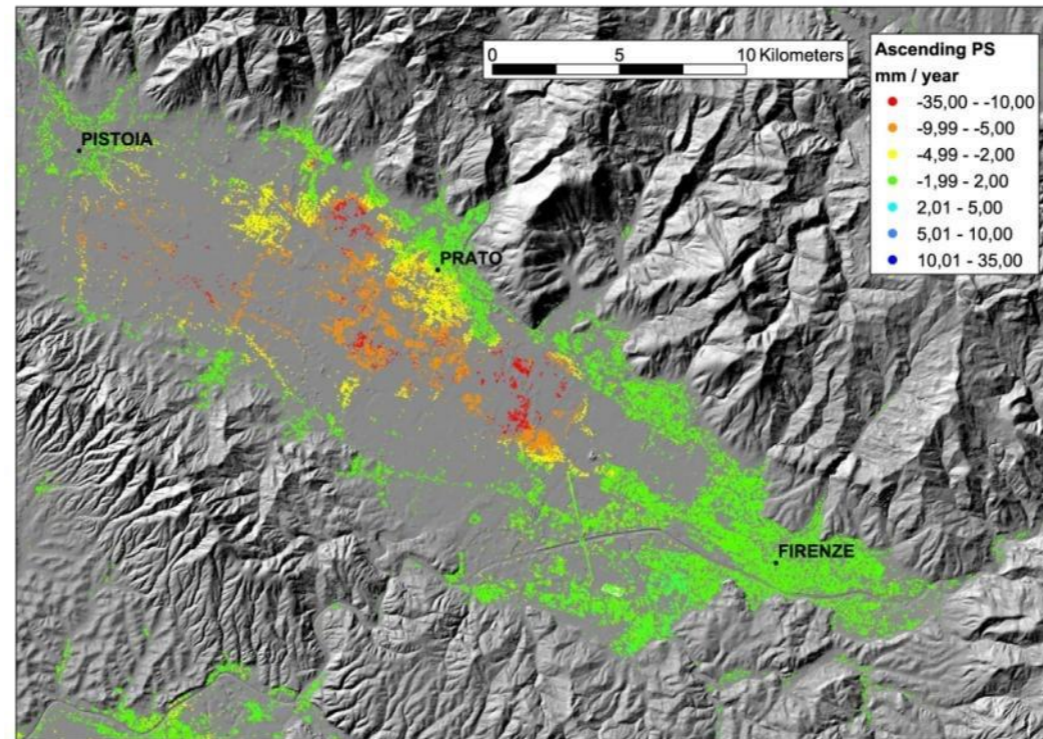 0 5 10 Kilometers
Ascending PS
mm / year
-35,00 - -10,00
-9,99 - -5,00
-4,99 - -2,00
-1,99 - 2,00
2,01 - 5,00
5,01 - 10,00
10,01 - 35,00
PISTOIA
PRATO
FIRENZE